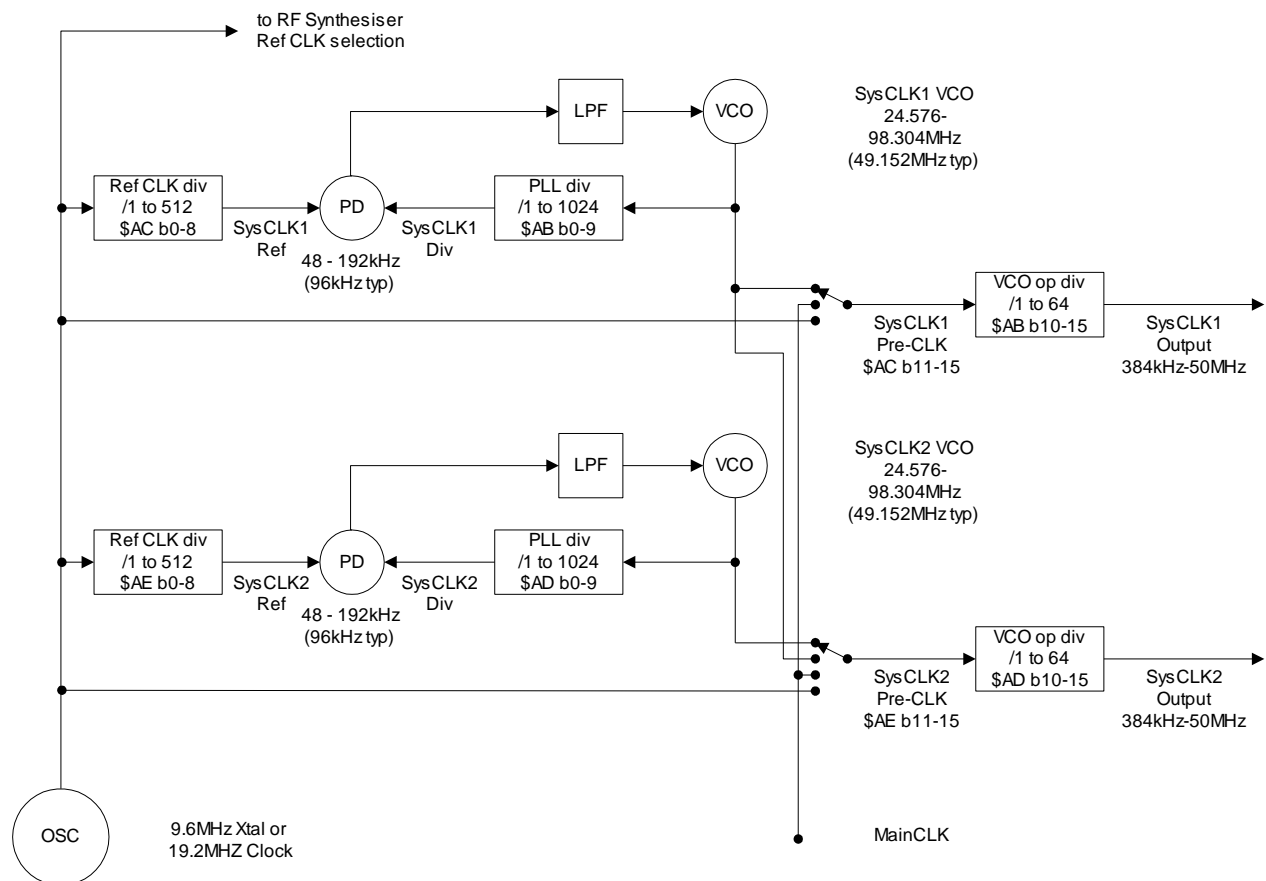 to RF Synthesiser
Ref CLK selection
LPF
VCO
SysCLK1 VCO
24.576-
98.304MHz
(49.152MHz typ)
Ref CLK div
/1 to 512
$AC b0-8
SysCLK1
Ref
PD
48 - 192kHz
(96kHz typ)
SysCLK1
Div
PLL div
/1 to 1024
$AB b0-9
SysCLK1
Pre-CLK
$AC b11-15
VCO op div
/1 to 64
$AB b10-15
SysCLK1
Output
384kHz-50MHz
LPF
VCO
SysCLK2 VCO
24.576-
98.304MHz
(49.152MHz typ)
Ref CLK div
/1 to 512
$AE b0-8
SysCLK2
Ref
PD
48 - 192kHz
(96kHz typ)
SysCLK2
Div
PLL div
/1 to 1024
$AD b0-9
SysCLK2
Pre-CLK
$AE b11-15
VCO op div
/1 to 64
$AD b10-15
SysCLK2
Output
384kHz-50MHz
OSC
9.6MHz Xtal or
19.2MHZ Clock
MainCLK